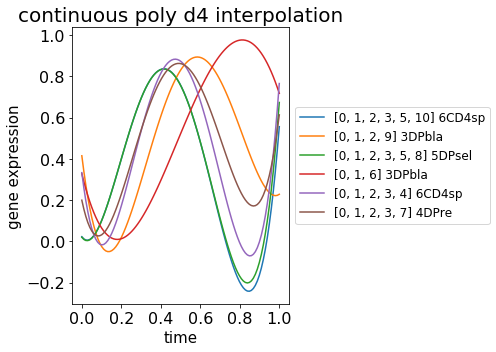 continuous poly d4 interpolation
gene expression
1.0
0.8
0.6
0.4
0.2
0.0
−0.2
0.0 0.2 0.4 0.6 0.8 1.0
time
[0, 1, 2, 3, 5, 10] 6CD4sp
[0, 1, 2, 9] 3DPbla
[0, 1, 2, 3, 5, 8] 5DPsel
[0, 1, 6] 3DPbla
[0, 1, 2, 3, 4] 6CD4sp
[0, 1, 2, 3, 7] 4DPre